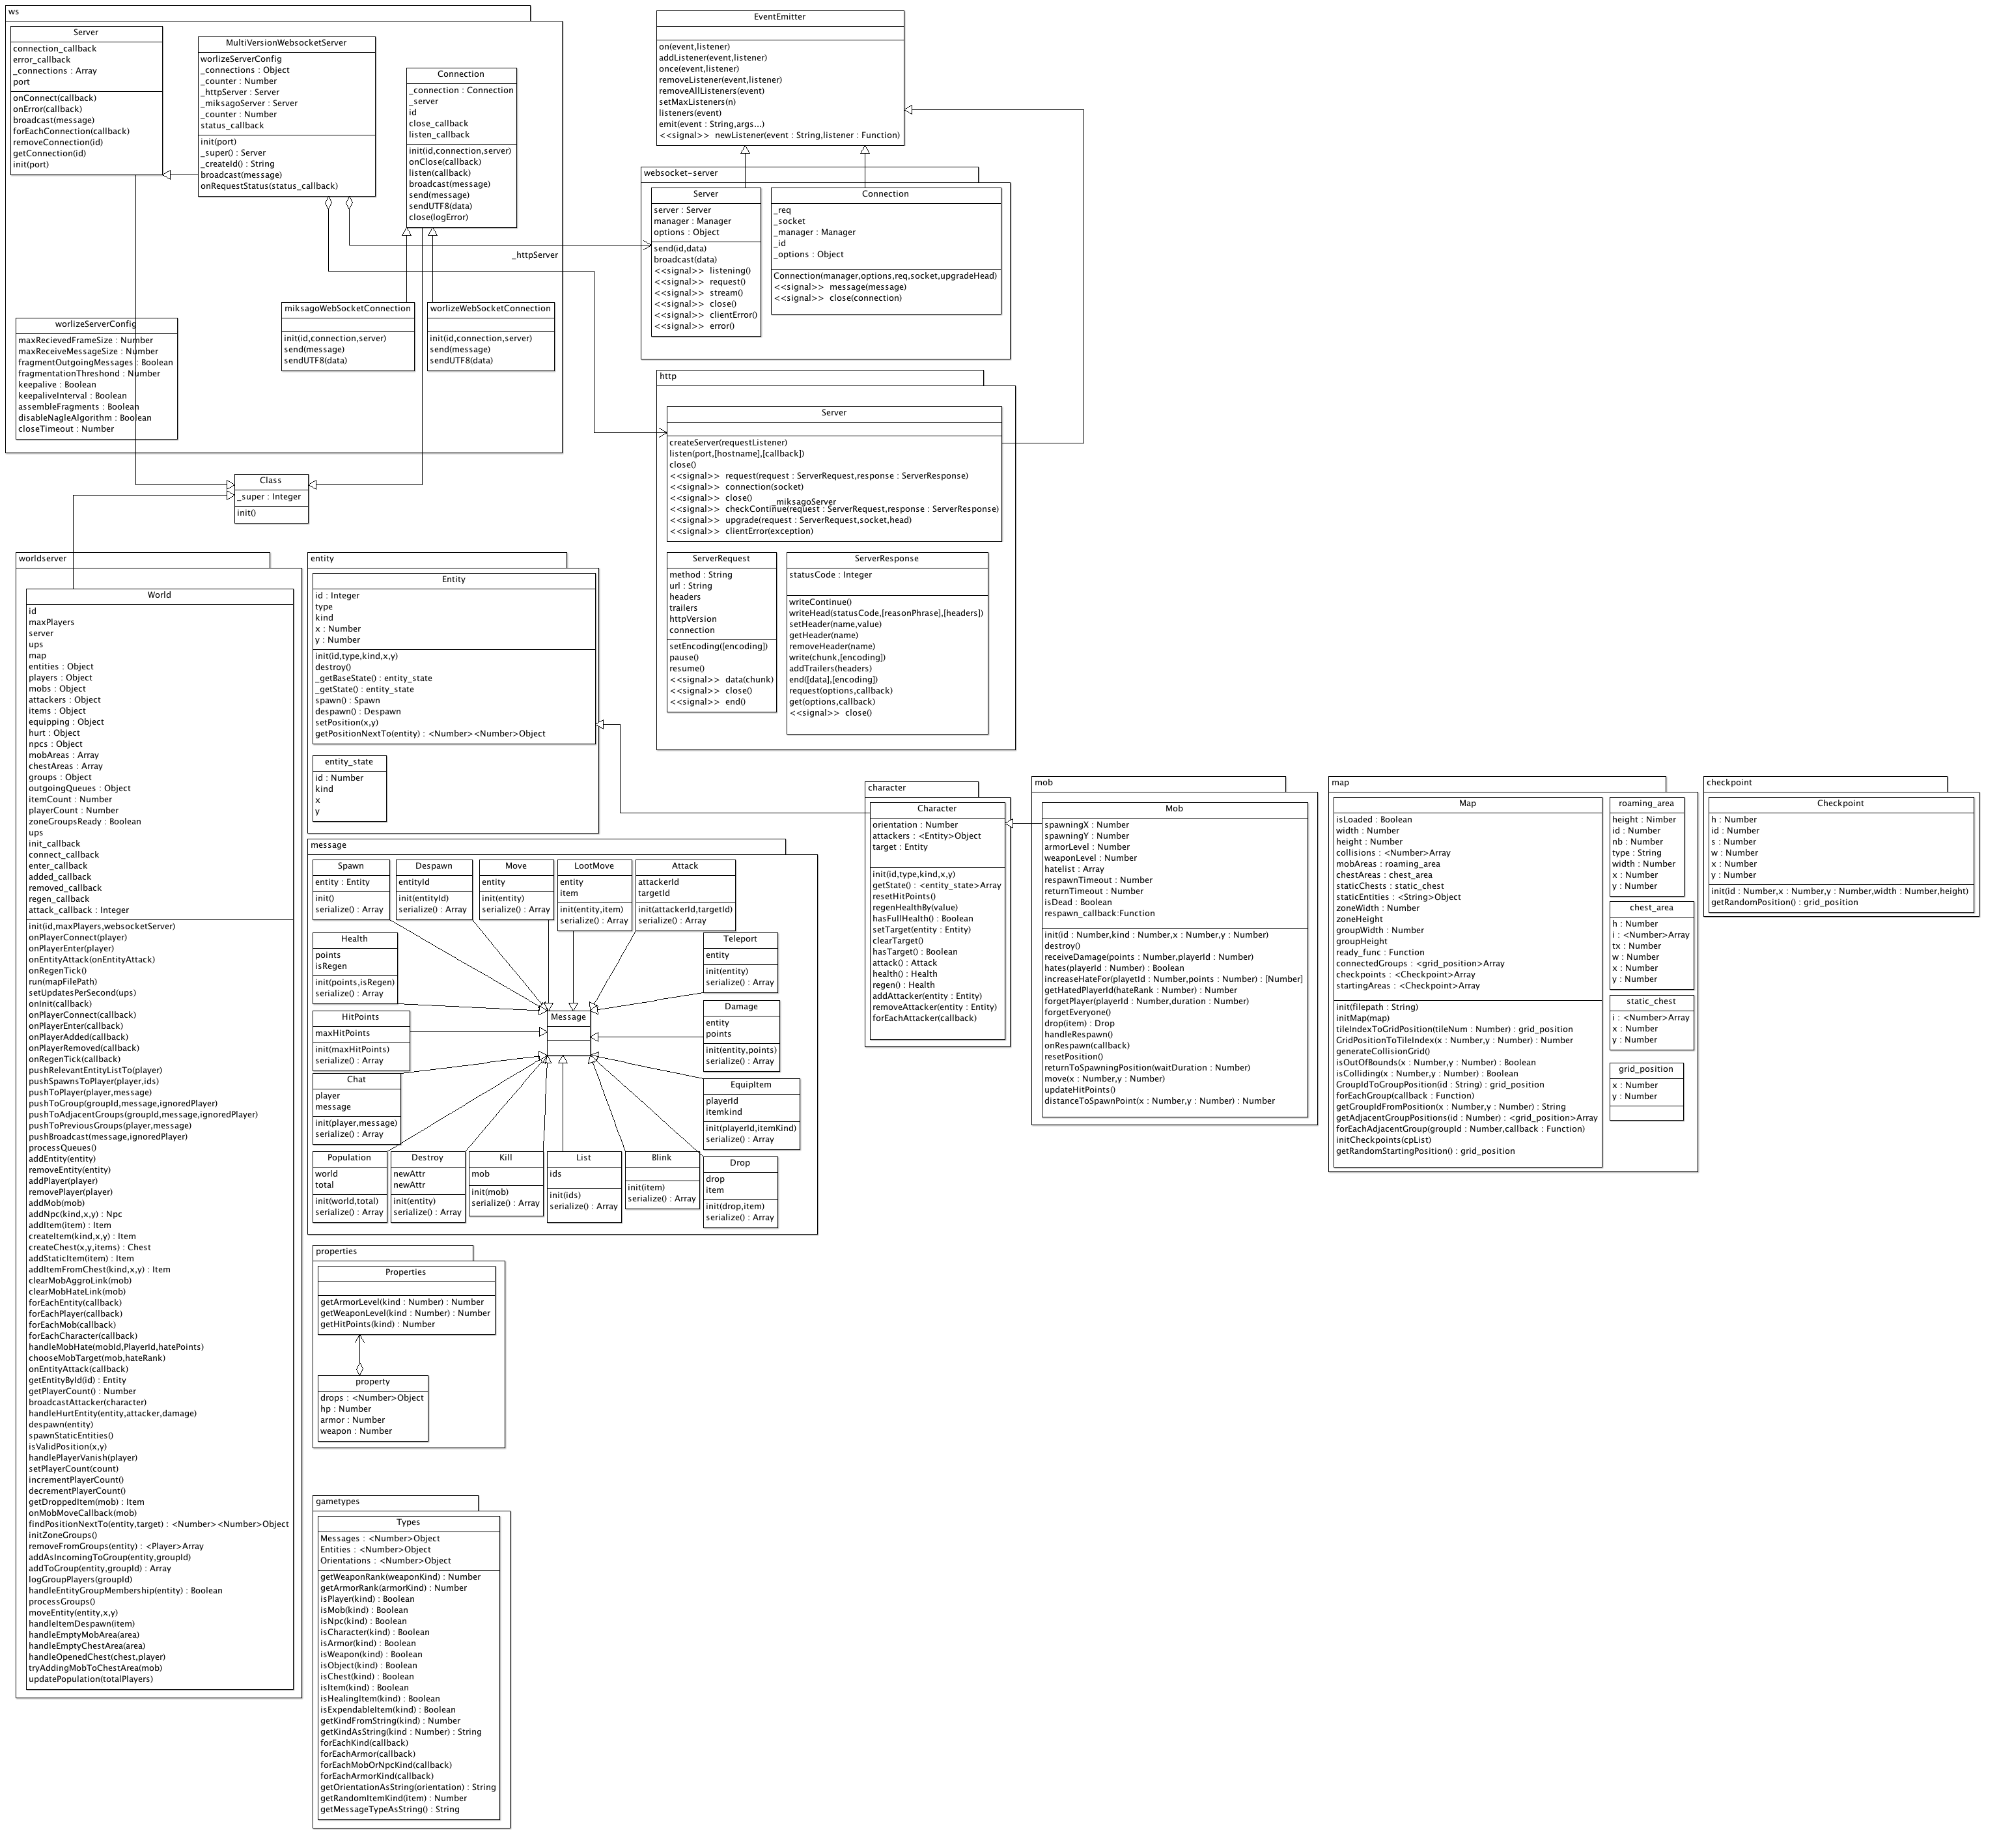 ws
Server
connection_callback
error_callback
_connections : Array
port
onConnect(callback)
onError(callback)
broadcast(message)
forEachConnection(callback)
removeConnection(id)
getConnection(id)
init(port)
MultiVersionWebsocketServer
worlizeServerConfig
_connections : Object
_counter : Number
_httpServer : Server
_miksagoServer : Server
_counter : Number
status_callback
init(port)
_super() : Server
_createId() : String
broadcast(message)
onRequestStatus(status_callback)
Connection
_connection : Connection
_server
id
close_callback
listen_callback
init(id,connection,server)
onClose(callback)
listen(callback)
broadcast(message)
send(message)
sendUTF8(data)
close(logError)
_httpServer
miksagoWebSocketConnection
init(id,connection,server)
send(message)
sendUTF8(data)
worlizeWebSocketConnection
init(id,connection,server)
send(message)
sendUTF8(data)
worlizeServerConfig
maxRecievedFrameSize : Number
maxReceiveMessageSize : Number
fragmentOutgoingMessages : Boolean
fragmentationThreshond : Number
keepalive : Boolean
keepaliveInterval : Boolean
assembleFragments : Boolean
disableNagleAlgorithm : Boolean
closeTimeout : Number
EventEmitter
on(event,listener)
addListener(event,listener)
once(event,listener)
removeListener(event,listener)
removeAllListeners(event)
setMaxListeners(n)
listeners(event)
emit(event : String,args...)
<<signal>> newListener(event : String,listener : Function)
websocket-server
Server
server : Server
manager : Manager
options : Object
send(id,data)
broadcast(data)
<<signal>> listening()
<<signal>> request()
<<signal>> stream()
<<signal>> close()
<<signal>> clientError()
<<signal>> error()
Connection
_req
_socket
_manager : Manager
_id
_options : Object
Connection(manager,options,req,socket,upgradeHead)
<<signal>> message(message)
<<signal>> close(connection)
http
Server
createServer(requestListener)
listen(port,[hostname],[callback])
close()
<<signal>> request(request : ServerRequest,response : ServerResponse)
<<signal>> connection(socket)
<<signal>> close()
_miksagoServer
<<signal>> checkContinue(request : ServerRequest,response : ServerResponse)
<<signal>> upgrade(request : ServerRequest,socket,head)
<<signal>> clientError(exception)
ServerRequest
method : String
url : String
headers
trailers
httpVersion
connection
setEncoding([encoding])
pause()
resume()
<<signal>> data(chunk)
<<signal>> close()
<<signal>> end()
ServerResponse
statusCode : Integer
writeContinue()
writeHead(statusCode,[reasonPhrase],[headers])
setHeader(name,value)
getHeader(name)
removeHeader(name)
write(chunk,[encoding])
addTrailers(headers)
end([data],[encoding])
request(options,callback)
get(options,callback)
<<signal>> close()
Class
_super : Integer
init()
worldserver
World
id
maxPlayers
server
ups
map
entities : Object
players : Object
mobs : Object
attackers : Object
items : Object
equipping : Object
hurt : Object
npcs : Object
mobAreas : Array
chestAreas : Array
groups : Object
outgoingQueues : Object
itemCount : Number
playerCount : Number
zoneGroupsReady : Boolean
ups
init_callback
connect_callback
enter_callback
added_callback
removed_callback
regen_callback
attack_callback : Integer
init(id,maxPlayers,websocketServer)
onPlayerConnect(player)
onPlayerEnter(player)
onEntityAttack(onEntityAttack)
onRegenTick()
run(mapFilePath)
setUpdatesPerSecond(ups)
onInit(callback)
onPlayerConnect(callback)
onPlayerEnter(callback)
onPlayerAdded(callback)
onPlayerRemoved(callback)
onRegenTick(callback)
pushRelevantEntityListTo(player)
pushSpawnsToPlayer(player,ids)
pushToPlayer(player,message)
pushToGroup(groupId,message,ignoredPlayer)
pushToAdjacentGroups(groupId,message,ignoredPlayer)
pushToPreviousGroups(player,message)
pushBroadcast(message,ignoredPlayer)
processQueues()
addEntity(entity)
removeEntity(entity)
addPlayer(player)
removePlayer(player)
addMob(mob)
addNpc(kind,x,y) : Npc
addItem(item) : Item
createItem(kind,x,y) : Item
createChest(x,y,items) : Chest
addStaticItem(item) : Item
addItemFromChest(kind,x,y) : Item
clearMobAggroLink(mob)
clearMobHateLink(mob)
forEachEntity(callback)
forEachPlayer(callback)
forEachMob(callback)
forEachCharacter(callback)
handleMobHate(mobId,PlayerId,hatePoints)
chooseMobTarget(mob,hateRank)
onEntityAttack(callback)
getEntityById(id) : Entity
getPlayerCount() : Number
broadcastAttacker(character)
handleHurtEntity(entity,attacker,damage)
despawn(entity)
spawnStaticEntities()
isValidPosition(x,y)
handlePlayerVanish(player)
setPlayerCount(count)
incrementPlayerCount()
decrementPlayerCount()
getDroppedItem(mob) : Item
onMobMoveCallback(mob)
findPositionNextTo(entity,target) : <Number><Number>Object
initZoneGroups()
removeFromGroups(entity) : <Player>Array
addAsIncomingToGroup(entity,groupId)
addToGroup(entity,groupId) : Array
logGroupPlayers(groupId)
handleEntityGroupMembership(entity) : Boolean
processGroups()
moveEntity(entity,x,y)
handleItemDespawn(item)
handleEmptyMobArea(area)
handleEmptyChestArea(area)
handleOpenedChest(chest,player)
tryAddingMobToChestArea(mob)
updatePopulation(totalPlayers)
entity
Entity
id : Integer
type
kind
x : Number
y : Number
init(id,type,kind,x,y)
destroy()
_getBaseState() : entity_state
_getState() : entity_state
spawn() : Spawn
despawn() : Despawn
setPosition(x,y)
getPositionNextTo(entity) : <Number><Number>Object
entity_state
id : Number
kind
x
y
message
Spawn
entity : Entity
init()
serialize() : Array
Despawn
entityId
init(entityId)
serialize() : Array
Move
entity
init(entity)
serialize() : Array
LootMove
entity
item
init(entity,item)
serialize() : Array
Attack
attackerId
targetId
init(attackerId,targetId)
serialize() : Array
Health
points
isRegen
init(points,isRegen)
serialize() : Array
Teleport
entity
init(entity)
serialize() : Array
HitPoints
maxHitPoints
init(maxHitPoints)
serialize() : Array
Message
Damage
entity
points
init(entity,points)
serialize() : Array
Chat
player
message
init(player,message)
serialize() : Array
EquipItem
playerId
itemkind
init(playerId,itemKind)
serialize() : Array
Population
world
total
init(world,total)
serialize() : Array
Destroy
newAttr
newAttr
init(entity)
serialize() : Array
Kill
mob
init(mob)
serialize() : Array
List
ids
init(ids)
serialize() : Array
Blink
init(item)
serialize() : Array
Drop
drop
item
init(drop,item)
serialize() : Array
properties
Properties
getArmorLevel(kind : Number) : Number
getWeaponLevel(kind : Number) : Number
getHitPoints(kind) : Number
property
drops : <Number>Object
hp : Number
armor : Number
weapon : Number
gametypes
Types
Messages : <Number>Object
Entities : <Number>Object
Orientations : <Number>Object
getWeaponRank(weaponKind) : Number
getArmorRank(armorKind) : Number
isPlayer(kind) : Boolean
isMob(kind) : Boolean
isNpc(kind) : Boolean
isCharacter(kind) : Boolean
isArmor(kind) : Boolean
isWeapon(kind) : Boolean
isObject(kind) : Boolean
isChest(kind) : Boolean
isItem(kind) : Boolean
isHealingItem(kind) : Boolean
isExpendableItem(kind) : Boolean
getKindFromString(kind) : Number
getKindAsString(kind : Number) : String
forEachKind(callback)
forEachArmor(callback)
forEachMobOrNpcKind(callback)
forEachArmorKind(callback)
getOrientationAsString(orientation) : String
getRandomItemKind(item) : Number
getMessageTypeAsString() : String
character
Character
orientation : Number
attackers : <Entity>Object
target : Entity
init(id,type,kind,x,y)
getState() : <entity_state>Array
resetHitPoints()
regenHealthBy(value)
hasFullHealth() : Boolean
setTarget(entity : Entity)
clearTarget()
hasTarget() : Boolean
attack() : Attack
health() : Health
regen() : Health
addAttacker(entity : Entity)
removeAttacker(entity : Entity)
forEachAttacker(callback)
mob
Mob
spawningX : Number
spawningY : Number
armorLevel : Number
weaponLevel : Number
hatelist : Array
respawnTimeout : Number
returnTimeout : Number
isDead : Boolean
respawn_callback:Function
init(id : Number,kind : Number,x : Number,y : Number)
destroy()
receiveDamage(points : Number,playerId : Number)
hates(playerId : Number) : Boolean
increaseHateFor(playetId : Number,points : Number) : [Number]
getHatedPlayerId(hateRank : Number) : Number
forgetPlayer(playerId : Number,duration : Number)
forgetEveryone()
drop(item) : Drop
handleRespawn()
onRespawn(callback)
resetPosition()
returnToSpawningPosition(waitDuration : Number)
move(x : Number,y : Number)
updateHitPoints()
distanceToSpawnPoint(x : Number,y : Number) : Number
map
Map
isLoaded : Boolean
width : Number
height : Number
collisions : <Number>Array
mobAreas : roaming_area
chestAreas : chest_area
staticChests : static_chest
staticEntities : <String>Object
zoneWidth : Number
zoneHeight
groupWidth : Number
groupHeight
ready_func : Function
connectedGroups : <grid_position>Array
checkpoints : <Checkpoint>Array
startingAreas : <Checkpoint>Array
init(filepath : String)
initMap(map)
tileIndexToGridPosition(tileNum : Number) : grid_position
GridPositionToTileIndex(x : Number,y : Number) : Number
generateCollisionGrid()
isOutOfBounds(x : Number,y : Number) : Boolean
isColliding(x : Number,y : Number) : Boolean
GroupIdToGroupPosition(id : String) : grid_position
forEachGroup(callback : Function)
getGroupIdFromPosition(x : Number,y : Number) : String
getAdjacentGroupPositions(id : Number) : <grid_position>Array
forEachAdjacentGroup(groupId : Number,callback : Function)
initCheckpoints(cpList)
getRandomStartingPosition() : grid_position
roaming_area
height : Nimber
id : Number
nb : Number
type : String
width : Number
x : Number
y : Number
chest_area
h : Number
i : <Number>Array
tx : Number
w : Number
x : Number
y : Number
static_chest
i : <Number>Array
x : Number
y : Number
grid_position
x : Number
y : Number
checkpoint
Checkpoint
h : Number
id : Number
s : Number
w : Number
x : Number
y : Number
init(id : Number,x : Number,y : Number,width : Number,height)
getRandomPosition() : grid_position